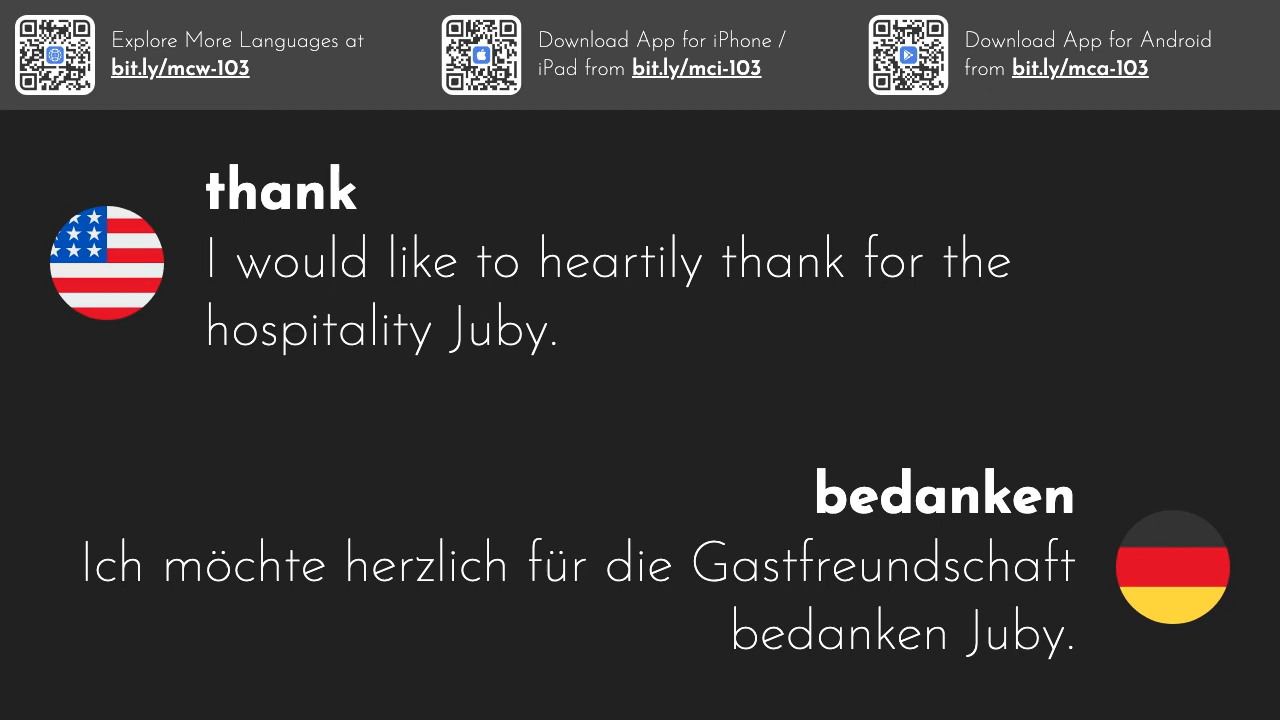 Explore More Languages at
bit.ly/mcw-103
Download App for iPhone /
iPad from bit.ly/mci-103
Download App for Android
from bit.ly/mca-103
thank
I would like to heartily thank for the
hospitality Juby.
bedanken
Ich möchte herzlich für die Gastfreundschaft
bedanken Juby.